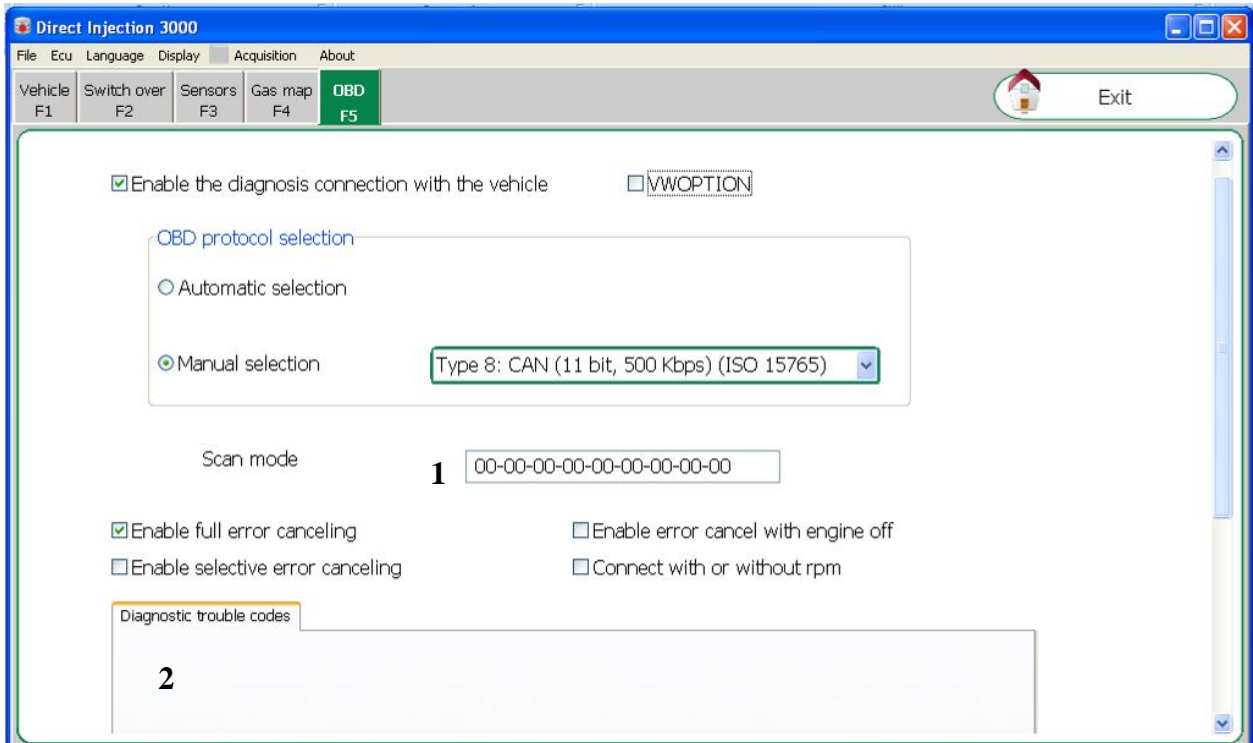 Direct Injection 3000
File Ecu Language Display Acquisition About
Vehicle F1
Switch over F2
Sensors F3
Gas map F4
OBD F5
Exit
Enable the diagnosis connection with the vehicle
VWOPTION
OBD protocol selection
Automatic selection
Manual selection
Type 8: CAN (11 bit, 500 Kbps) (ISO 15765)
Scan mode
1
00-00-00-00-00-00-00-00-00
Enable full error canceling
Enable error cancel with engine off
Enable selective error canceling
Connect with or without rpm
Diagnostic trouble codes
2